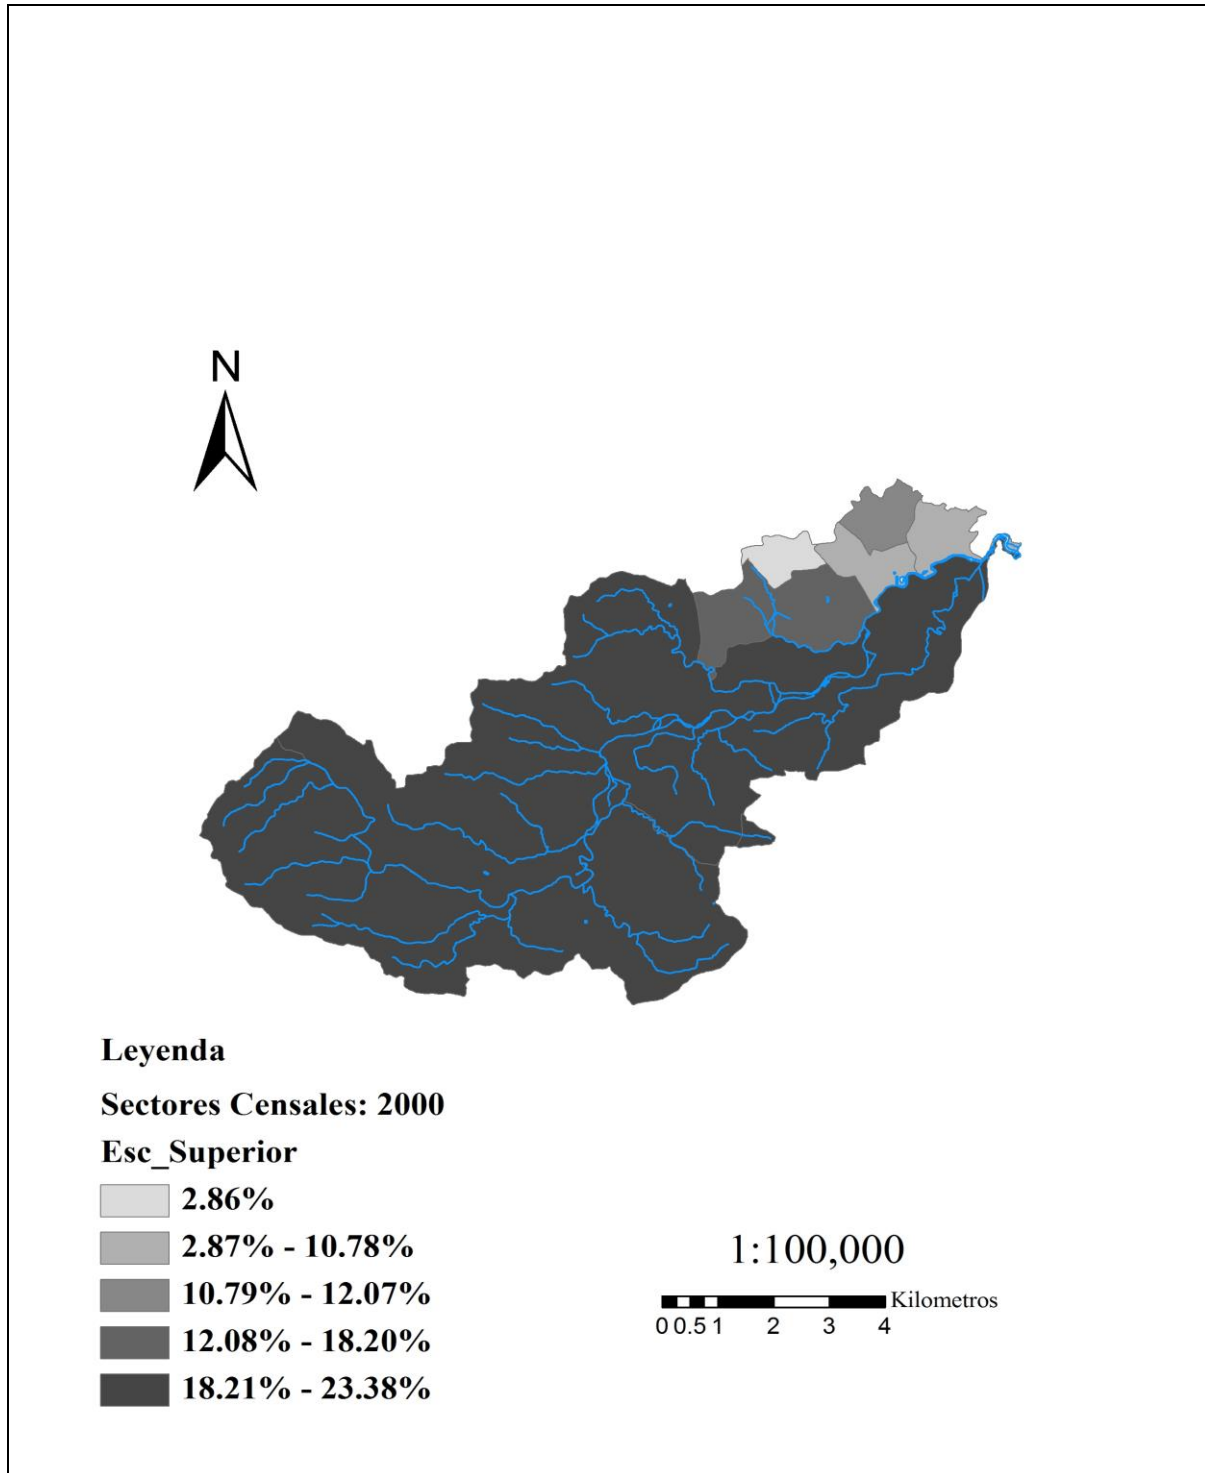 N
Leyenda
Sectores Censales: 2000
Esc_Superior
2.86%
2.87% - 10.78%
10.79% - 12.07%
12.08% - 18.20%
18.21% - 23.38%
1:100,000
Kilometros
0 0.5 1 2 3 4